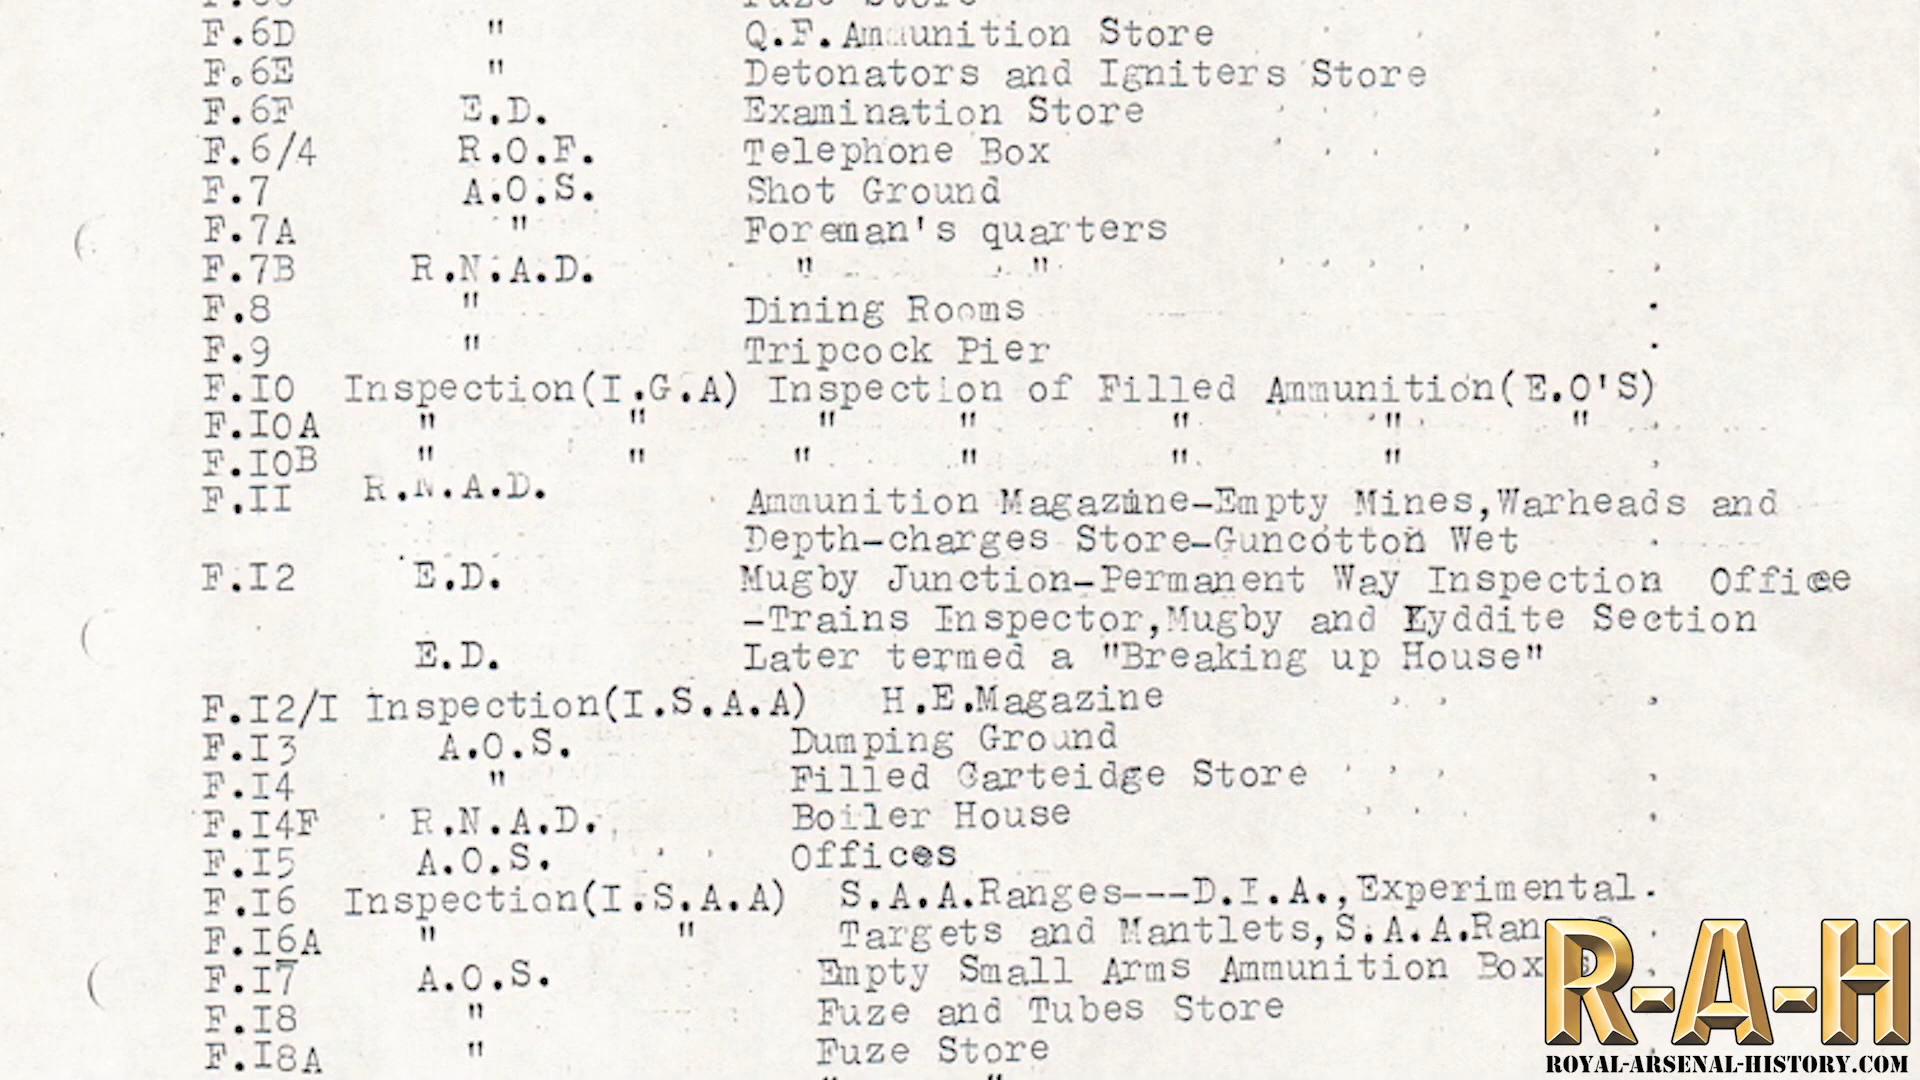 Fuze Store
F.6D " Q.F.Ammunition Store
F.6E " Detonators and Igniters Store
F.6F E.D. Examination Store
F.6/4 R.O.F. Telephone Box
F.7 A.O.S. Shot Ground
F.7A " Foreman's quarters
F.7B R.N.A.D. " "
F.8 " Dining Rooms
F.9 " Tripcock Pier
F.IO Inspection(I.G.A) Inspection of Filled Ammunition(E.O'S)
F.IOA " " " " " " "
F.IOB " " " " " "
F.II R.N.A.D. Ammunition Magazine-Empty Mines,Warheads and
Depth-charges Store-Guncotton Wet
F.I2 E.D. Mugby Junction-Permanent Way Inspection Office
-Trains Inspector,Mugby and Lyddite Section
E.D. Later termed a "Breaking up House"
F.I2/I Inspection(I.S.A.A) H.E.Magazine
F.I3 A.O.S. Dumping Ground
F.I4 " Filled Carteidge Store
F.I4F R.N.A.D. Boiler House
F.I5 A.O.S. Offices
F.I6 Inspection(I.S.A.A) S.A.A.Ranges---D.I.A.,Experimental.
F.I6A " " Targets and Mantlets,S.A.A.Ran
F.I7 A.O.S. Empty Small Arms Ammunition Box
F.I8 " Fuze and Tubes Store
F.I8A " Fuze Store
" "
R-A-H
ROYAL-ARSENAL-HISTORY.COM